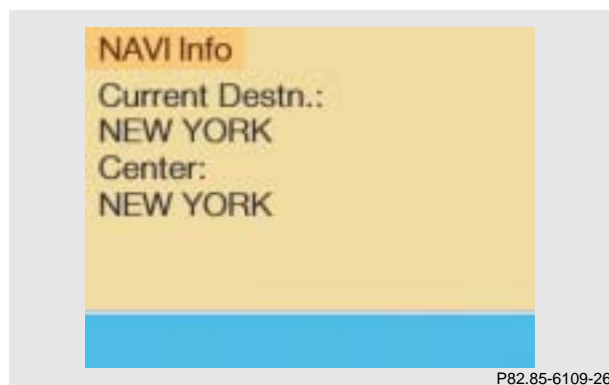 NAVI Info
Current Destn.:
NEW YORK
Center:
NEW YORK
P82.85-6109-26